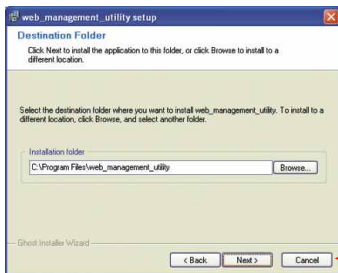 web_management_utility setup
Destination Folder
Click Next to install the application to this folder, or click Browse to install to a
different location.
Select the destination folder where you want to install web_management_utility. To install to a
different location, click Browse, and select another folder.
Installation folder
C:\Program Files\web_management_utility
Browse...
Ghost Installer Wizard
< Back
Next >
Cancel